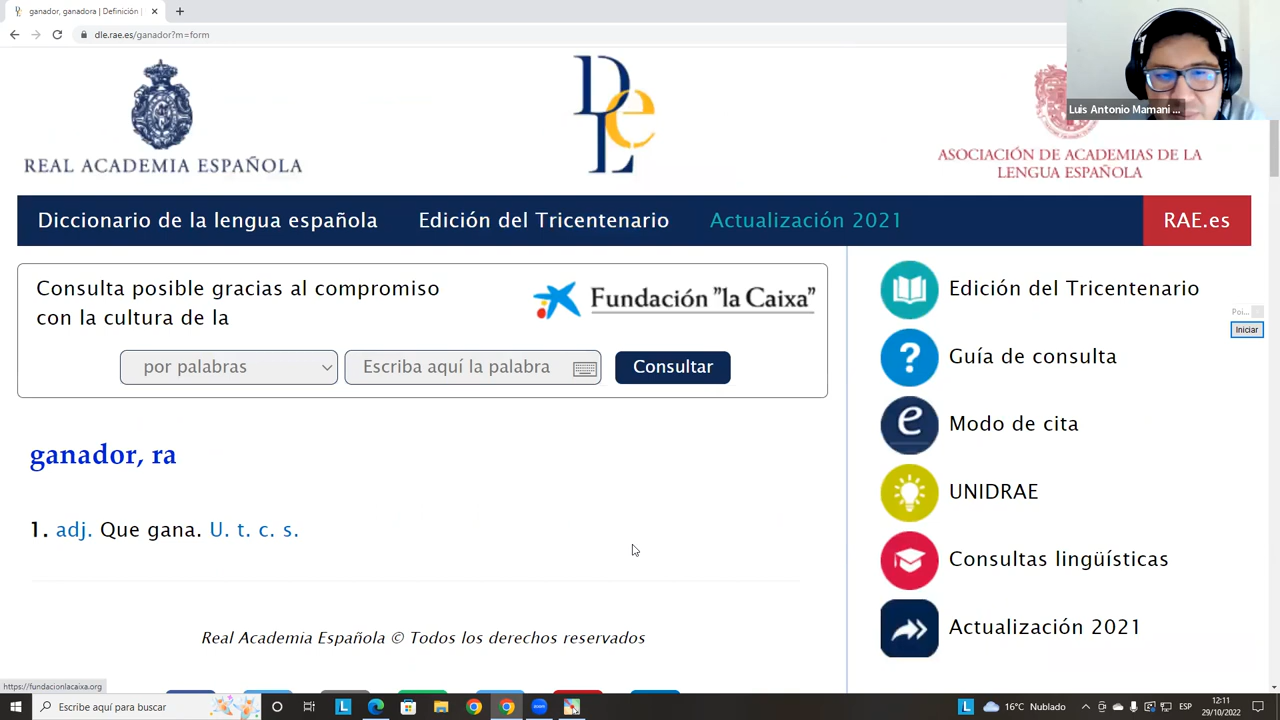 ganador, ganadora | Definición |
dle.rae.es/ganador?m=form
Luis Antonio Mamani ...
REAL ACADEMIA ESPAÑOLA
DLe
ASOCIACIÓN DE ACADEMIAS DE LA
LENGUA ESPAÑOLA
Diccionario de la lengua española
Edición del Tricentenario
Actualización 2021
RAE.es
Consulta posible gracias al compromiso
con la cultura de la
Fundación "la Caixa"
por palabras
Escriba aquí la palabra
Consultar
ganador, ra
1. adj. Que gana. U. t. c. s.
Real Academia Española © Todos los derechos reservados
Edición del Tricentenario
Guía de consulta
Modo de cita
UNIDRAE
Consultas lingüísticas
Actualización 2021
Poi...
Iniciar
https://fundacionlacaixa.org
Escribe aquí para buscar
L
zoom
L
16°C Nublado
ESP
12:11
29/10/2022